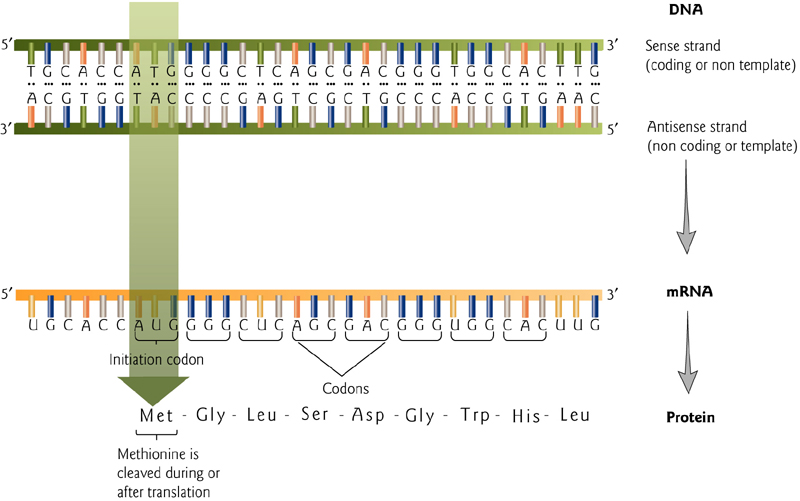 DNA
5′ 3′
Sense strand
(coding or non template)
T G C A C C A T G G G G C T C A G C G A C G G G T G G C A C T T G
A C G T G G T A C C C C G A G T C G C T G C C C A C C G T G A A C
3′ 5′
Antisense strand
(non coding or template)
5′ 3′
mRNA
U G C A C C A U G G G G C U C A G C G A C G G G U G G C A C U U G
Initiation codon
Codons
Met - Gly - Leu - Ser - Asp - Gly - Trp - His - Leu
Protein
Methionine is
cleaved during or
after translation